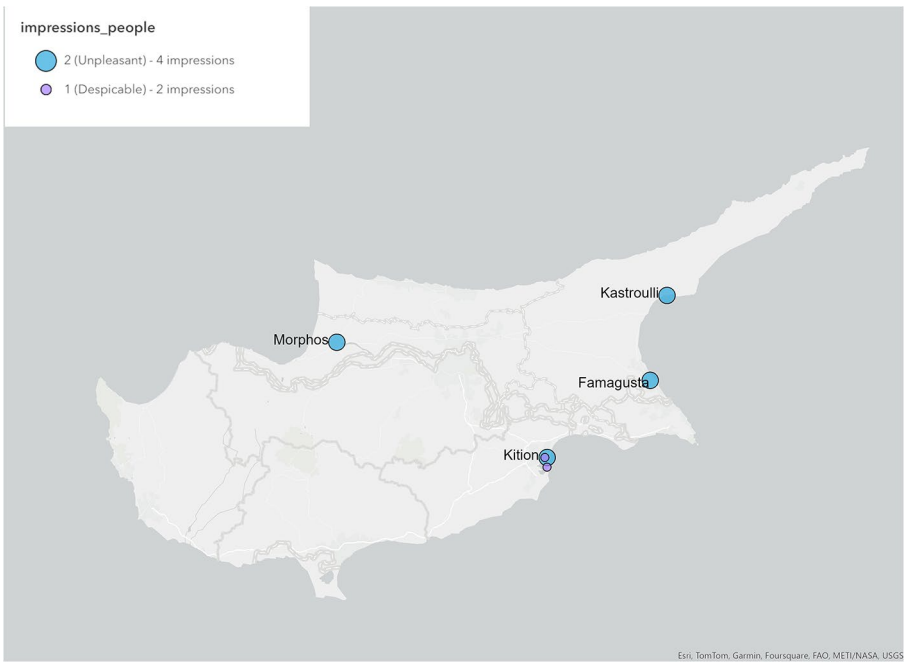 impressions_people
2 (Unpleasant) - 4 impressions
1 (Despicable) - 2 impressions
Kastroulli
Morphos
Famagusta
Kition
Esri, TomTom, Garmin, Foursquare, FAO, METI/NASA, USGS